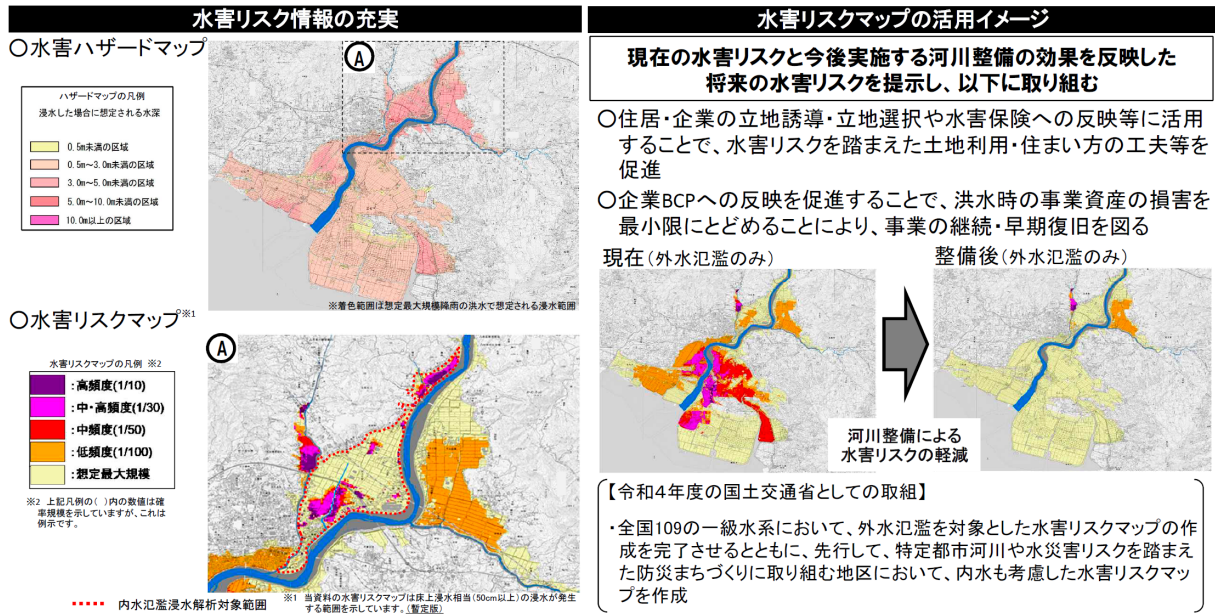 水害リスク情報の充実
〇水害ハザードマップ
ハザードマップの凡例
浸水した場合に想定される水深
0.5m未満の区域
0.5m~3.0m未満の区域
3.0m~5.0m未満の区域
5.0m~10.0m未満の区域
10.0m以上の区域
A
※着色範囲は想定最大規模降雨の洪水で想定される浸水範囲
〇水害リスクマップ※1
水害リスクマップの凡例 ※2
:高頻度(1/10)
:中・高頻度(1/30)
:中頻度(1/50)
:低頻度(1/100)
:想定最大規模
※2 上記凡例の( )内の数値は確
率規模を示していますが、これは
例示です。
A
内水氾濫浸水解析対象範囲
※1 当資料の水害リスクマップは床上浸水相当(50cm以上)の浸水が発生
する範囲を示しています。(暫定版)
水害リスクマップの活用イメージ
現在の水害リスクと今後実施する河川整備の効果を反映した
将来の水害リスクを提示し、以下に取り組む
〇住居・企業の立地誘導・立地選択や水害保険への反映等に活用
することで、水害リスクを踏まえた土地利用・住まい方の工夫等を
促進
〇企業BCPへの反映を促進することで、洪水時の事業資産の損害を
最小限にとどめることにより、事業の継続・早期復旧を図る
現在(外水氾濫のみ)
整備後(外水氾濫のみ)
河川整備による
水害リスクの軽減
【令和4年度の国土交通省としての取組】
・全国109の一級水系において、外水氾濫を対象とした水害リスクマップの作
成を完了させるとともに、先行して、特定都市河川や水災害リスクを踏まえ
た防災まちづくりに取り組む地区において、内水も考慮した水害リスクマッ
プを作成